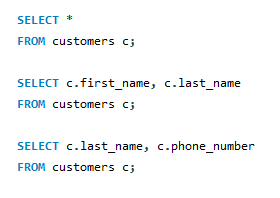 SELECT *
FROM customers c;
SELECT c.first_name, c.last_name
FROM customers c;
SELECT c.last_name, c.phone_number
FROM customers c;